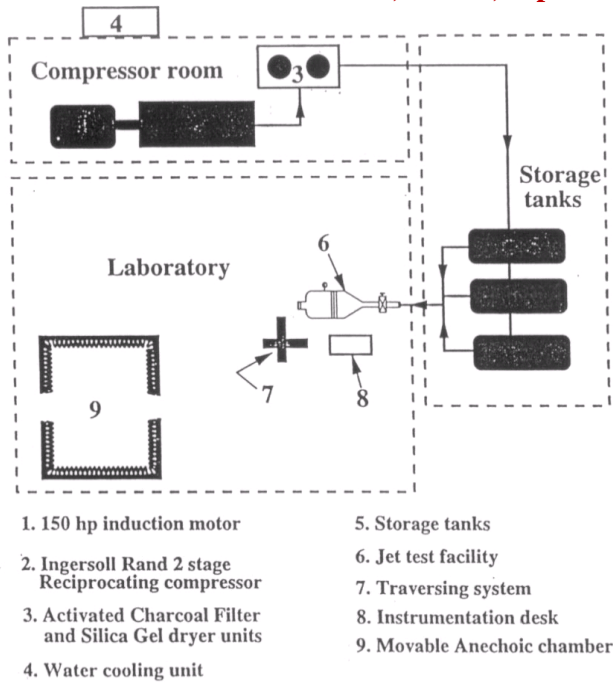 4
Compressor room
3
Storage
tanks
6
Laboratory
7
8
9
1. 150 hp induction motor
2. Ingersoll Rand 2 stage
Reciprocating compressor
3. Activated Charcoal Filter
and Silica Gel dryer units
4. Water cooling unit
5. Storage tanks
6. Jet test facility
7. Traversing system
8. Instrumentation desk
9. Movable Anechoic chamber